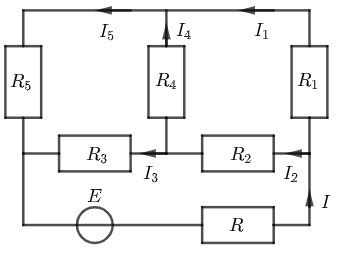 I₅ I₄ I₁
R₅ R₄ R₁
R₃ R₂
I₃ I₂
E I
R